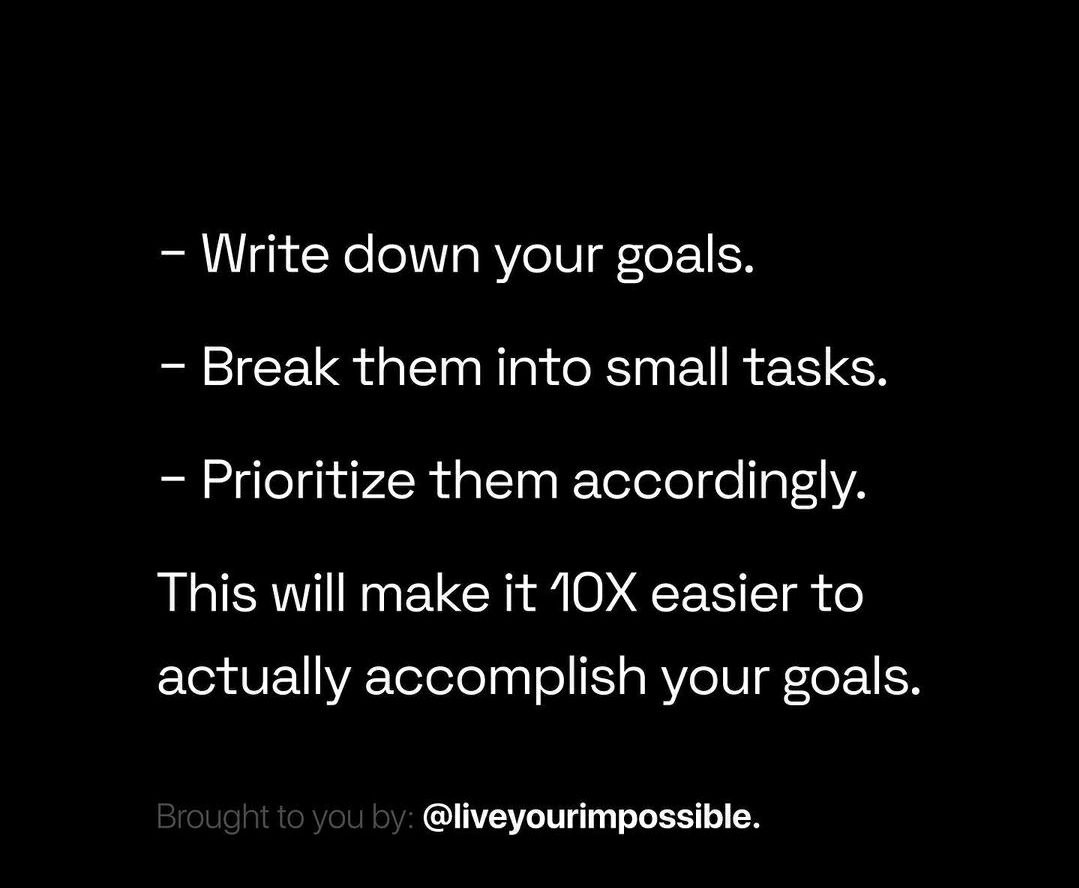 – Write down your goals.
– Break them into small tasks.
– Prioritize them accordingly.
This will make it 10X easier to
actually accomplish your goals.
Brought to you by: @liveyourimpossible.